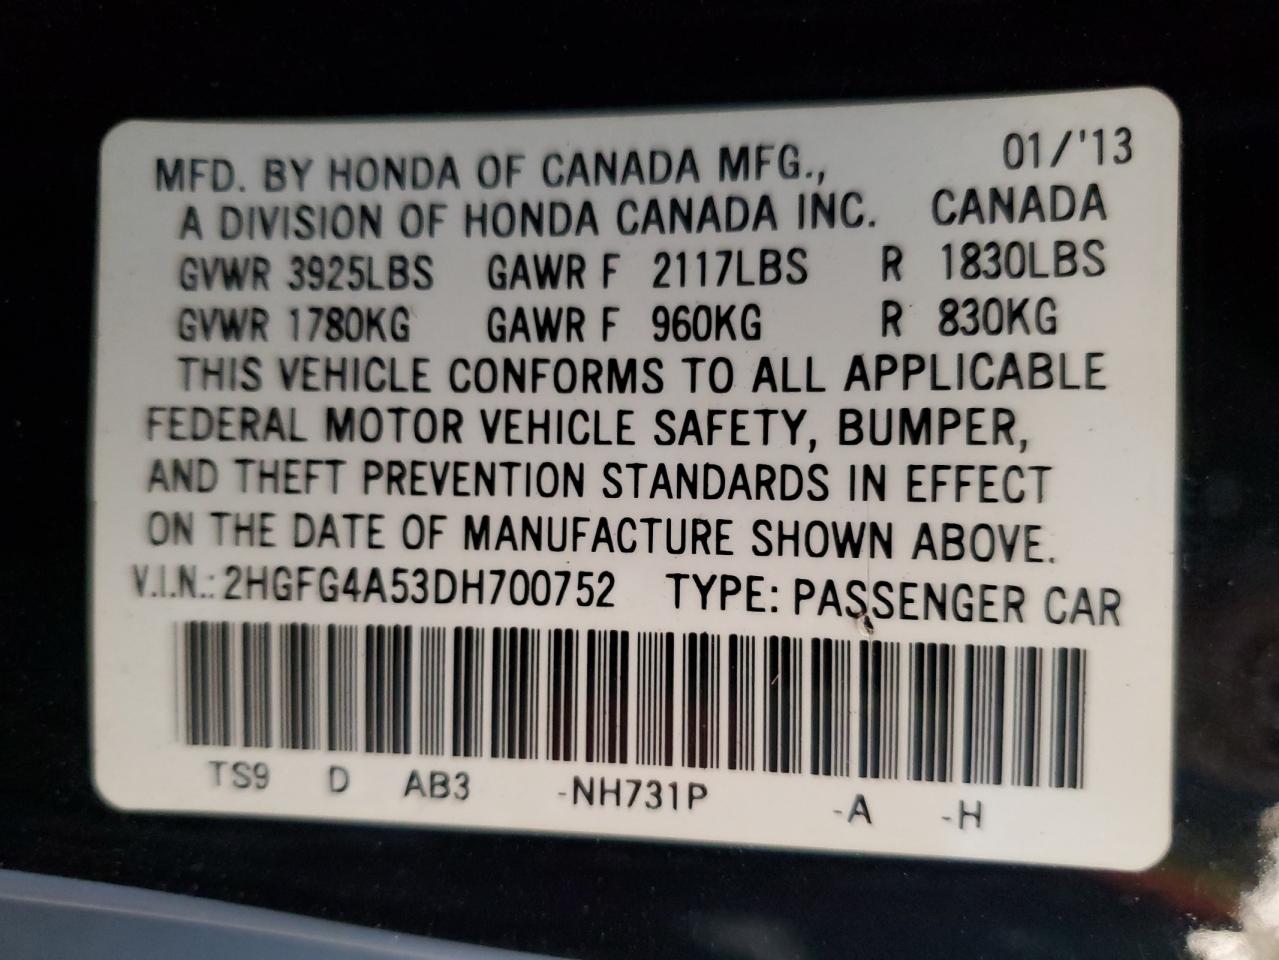 01/'13
MFD. BY HONDA OF CANADA MFG.,
A DIVISION OF HONDA CANADA INC. CANADA
GVWR 3925LBS GAWR F 2117LBS R 1830LBS
GVWR 1780KG GAWR F 960KG R 830KG
THIS VEHICLE CONFORMS TO ALL APPLICABLE
FEDERAL MOTOR VEHICLE SAFETY, BUMPER,
AND THEFT PREVENTION STANDARDS IN EFFECT
ON THE DATE OF MANUFACTURE SHOWN ABOVE.
V.I.N.: 2HGFG4A53DH700752 TYPE: PASSENGER CAR
TS9 D AB3 -NH731P -A -H